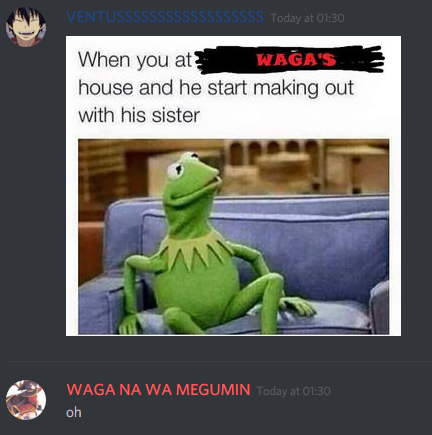 VENTUSSSSSSSSSSSSSSSSSS Today at 01:30
When you at WAGA'S
house and he start making out
with his sister
WAGA NA WA MEGUMIN Today at 01:30
oh